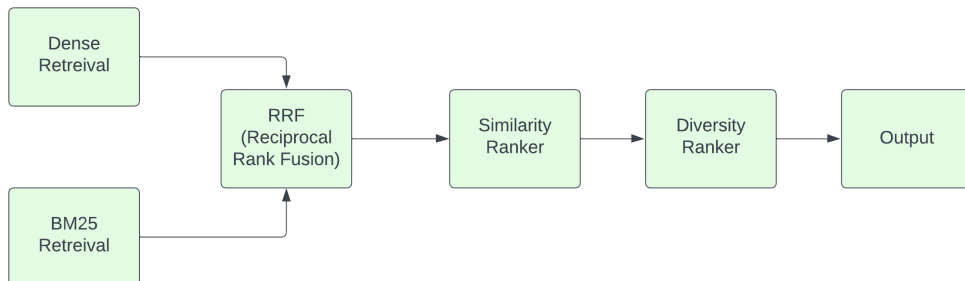 Dense
Retreival
RRF
(Reciprocal
Rank Fusion)
Similarity
Ranker
Diversity
Ranker
Output
BM25
Retreival